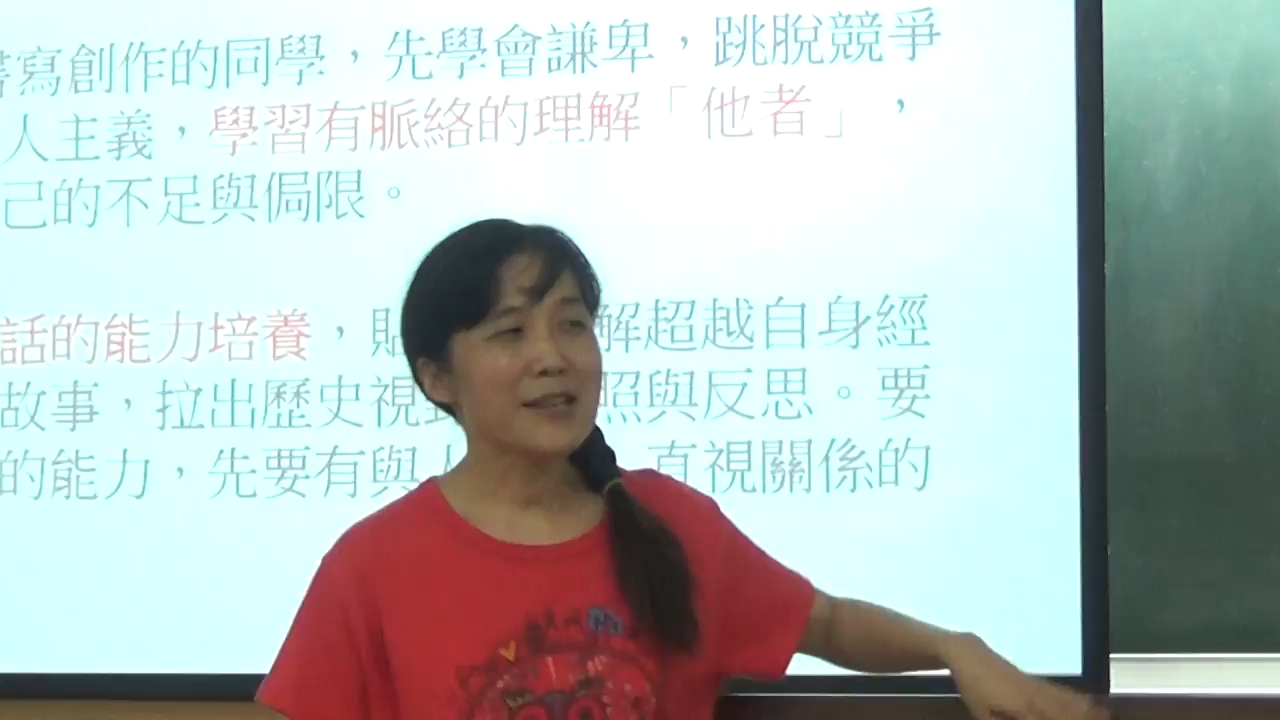 書寫創作的同學，先學會謙卑，跳脫競爭
人主義，學習有脈絡的理解「他者」，
己的不足與侷限。
話的能力培養，貼 解超越自身經
故事，拉出歷史視 照與反思。要
的能力，先要有與人 直視關係的